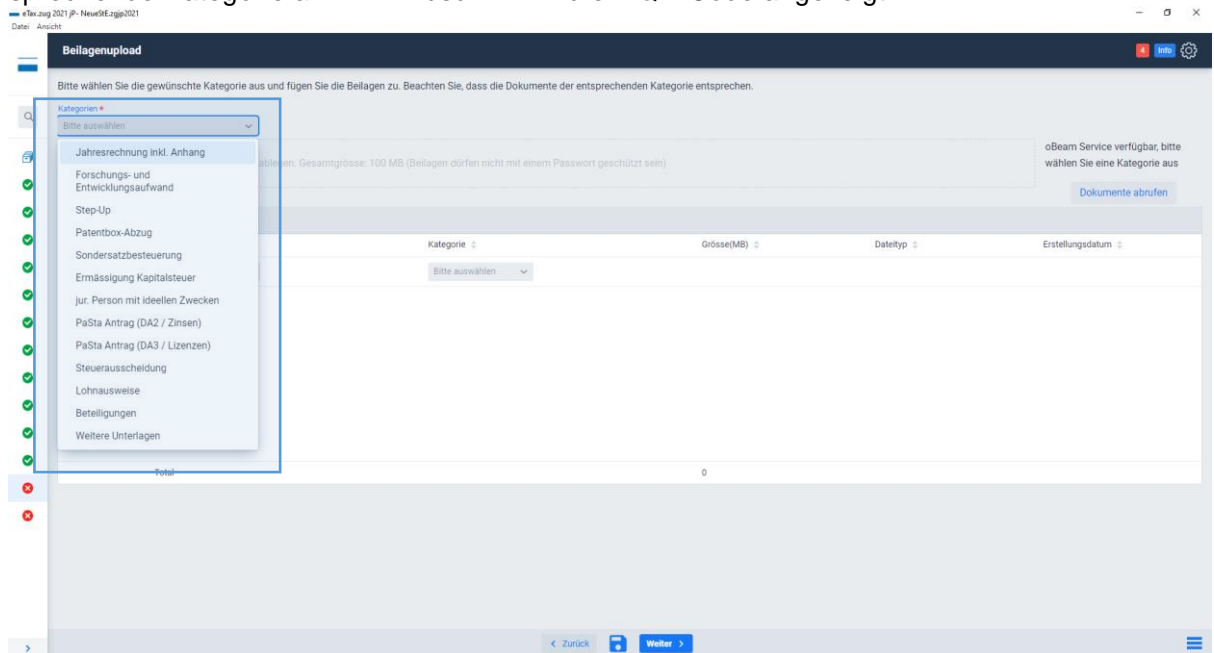 eTax.zug 2021 jP- NeueStE.zgjp2021
Datei Ansicht
Beilagenupload
4 Info
Bitte wählen Sie die gewünschte Kategorie aus und fügen Sie die Beilagen zu. Beachten Sie, dass die Dokumente der entsprechenden Kategorie entsprechen.
Kategorien *
Bitte auswählen
ablegen. Gesamtgrösse: 100 MB (Beilagen dürfen nicht mit einem Passwort geschützt sein)
oBeam Service verfügbar, bitte
wählen Sie eine Kategorie aus
Dokumente abrufen
Jahresrechnung inkl. Anhang
Forschungs- und
Entwicklungsaufwand
Step-Up
Patentbox-Abzug
Sondersatzbesteuerung
Ermässigung Kapitalsteuer
jur. Person mit ideellen Zwecken
PaSta Antrag (DA2 / Zinsen)
PaSta Antrag (DA3 / Lizenzen)
Steuerausscheidung
Lohnausweise
Beteiligungen
Weitere Unterlagen
Kategorie Grösse(MB) Dateityp Erstellungsdatum
Bitte auswählen
Total 0
Zurück Weiter